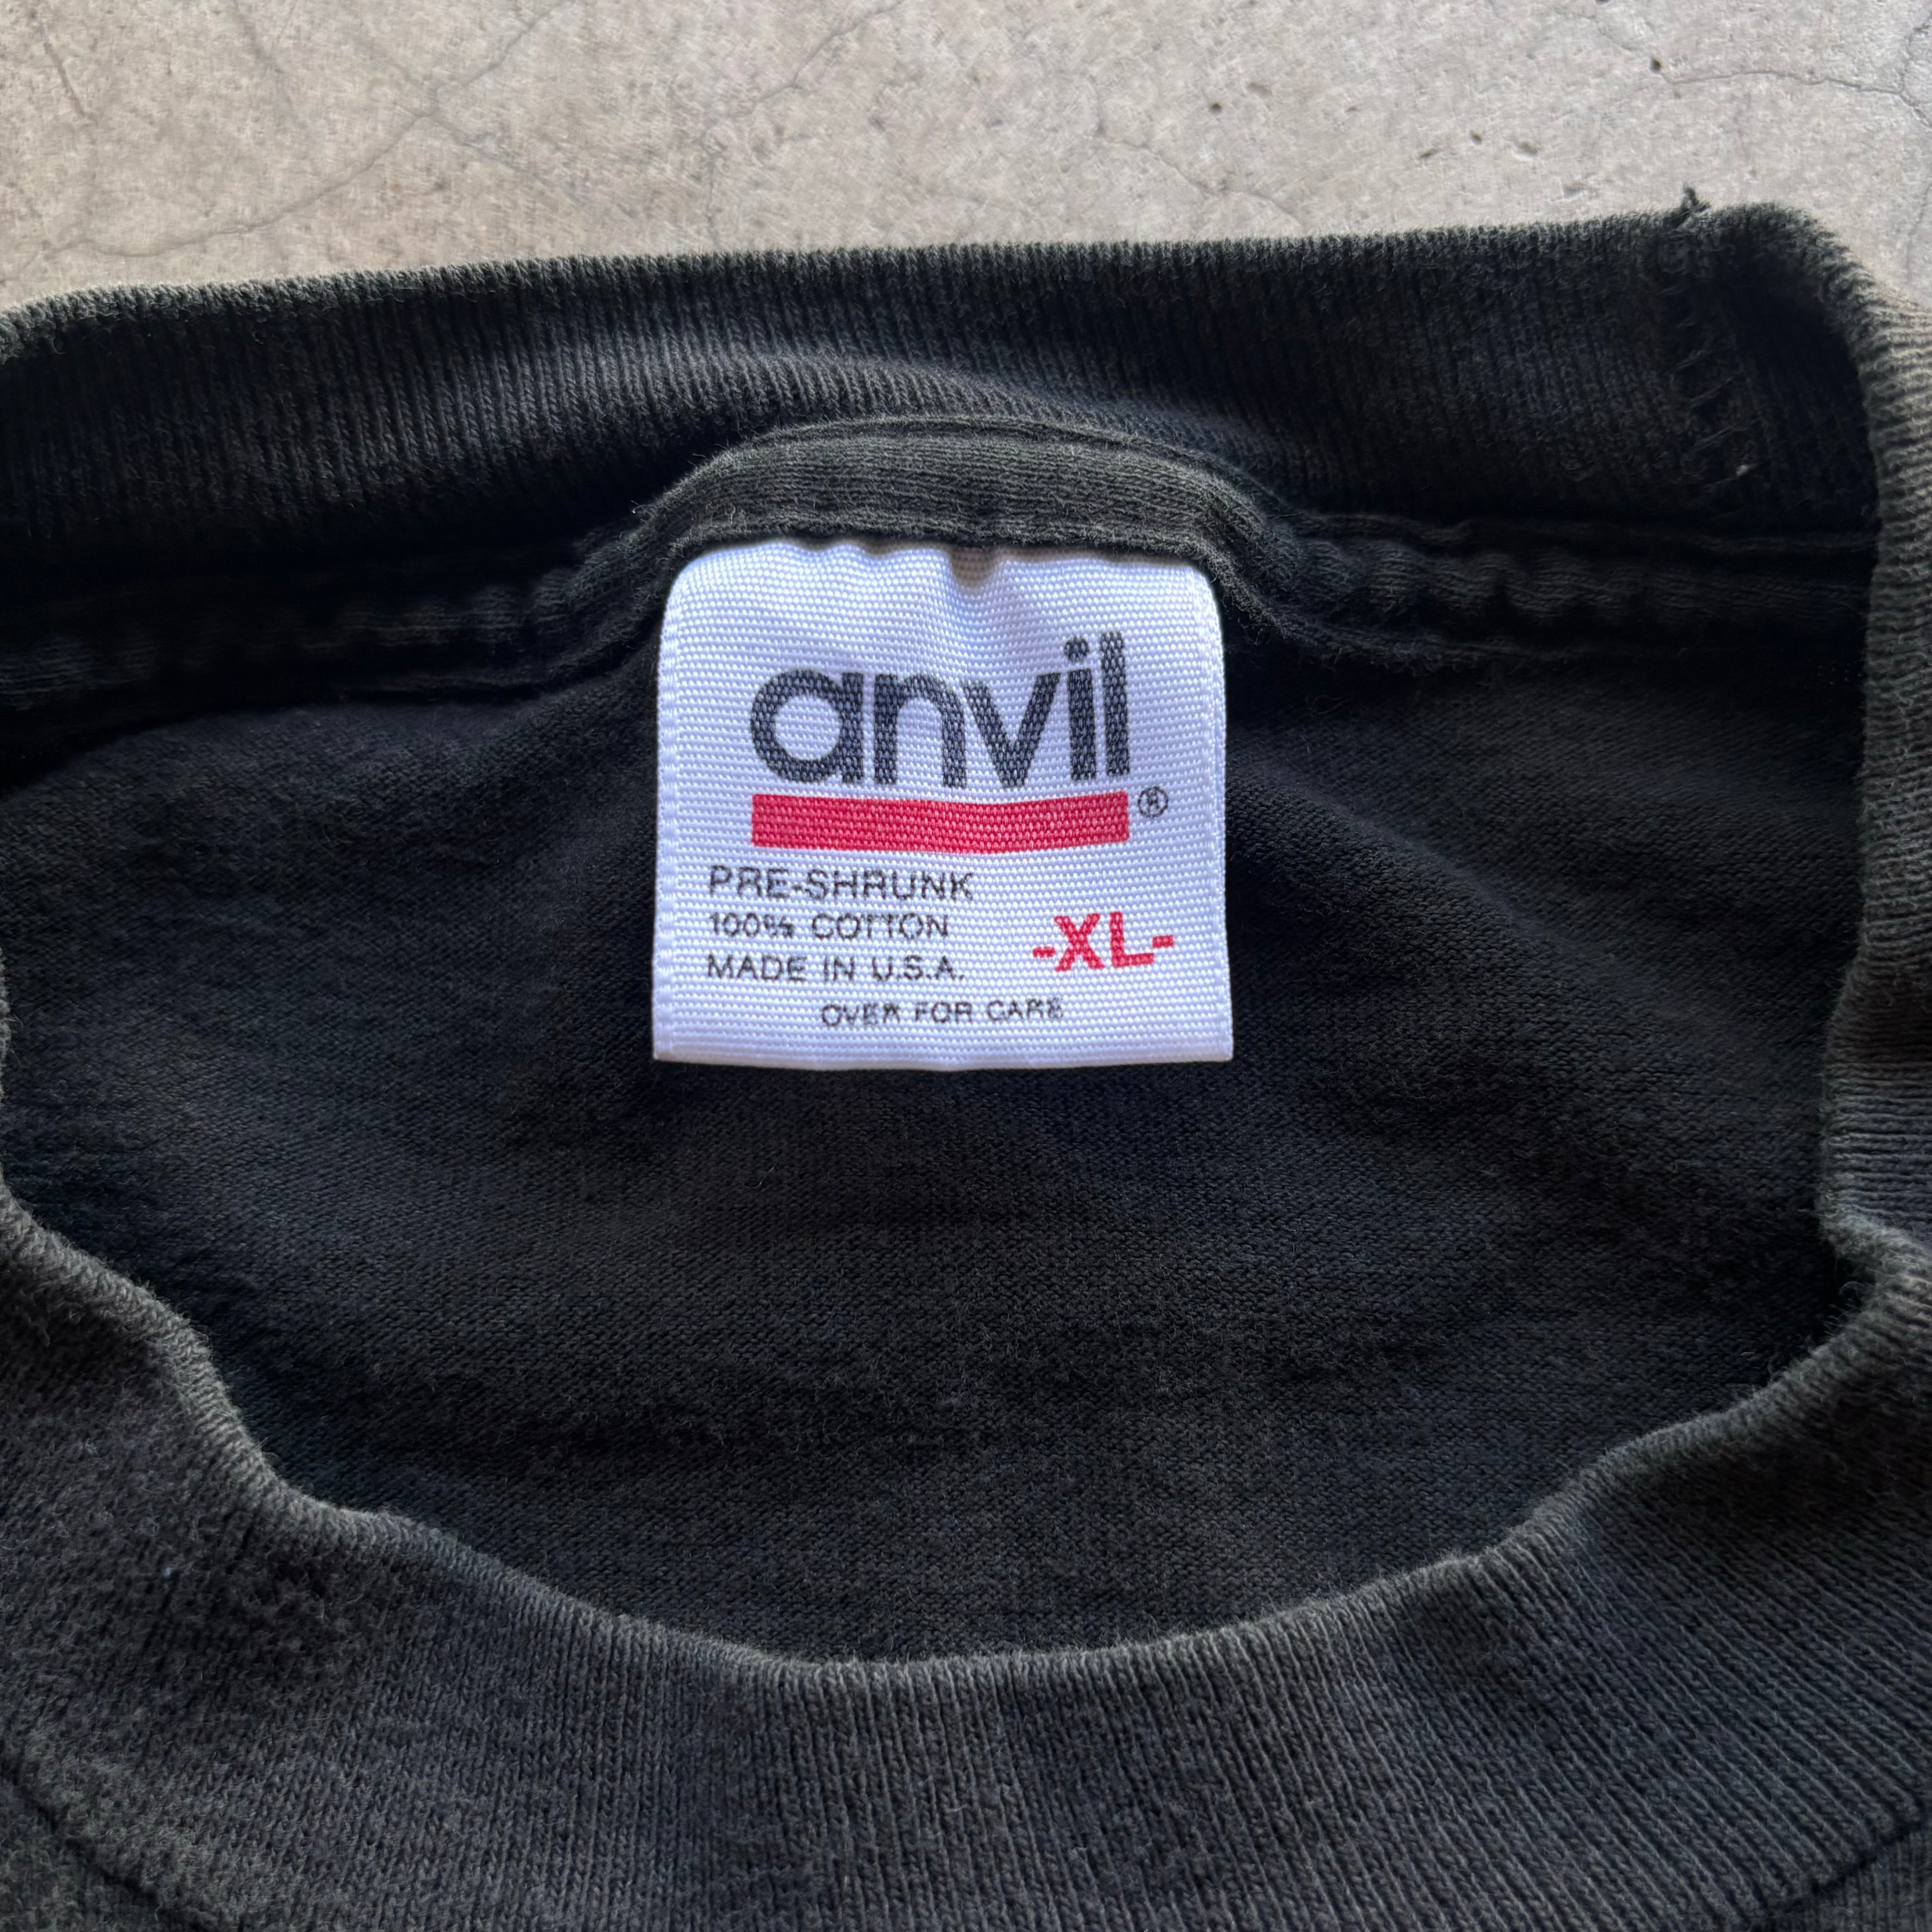 anvil®
PRE-SHRUNK
100% COTTON
MADE IN U.S.A.
-XL-
OVER FOR CARE